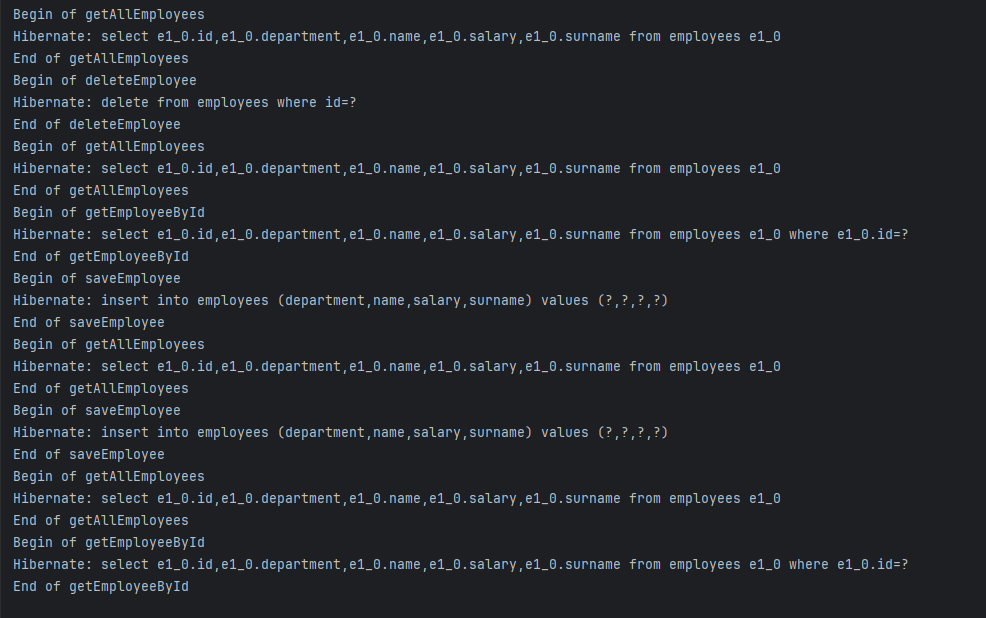 Begin of getAllEmployees
Hibernate: select e1_0.id,e1_0.department,e1_0.name,e1_0.salary,e1_0.surname from employees e1_0
End of getAllEmployees
Begin of deleteEmployee
Hibernate: delete from employees where id=?
End of deleteEmployee
Begin of getAllEmployees
Hibernate: select e1_0.id,e1_0.department,e1_0.name,e1_0.salary,e1_0.surname from employees e1_0
End of getAllEmployees
Begin of getEmployeeById
Hibernate: select e1_0.id,e1_0.department,e1_0.name,e1_0.salary,e1_0.surname from employees e1_0 where e1_0.id=?
End of getEmployeeById
Begin of saveEmployee
Hibernate: insert into employees (department,name,salary,surname) values (?,?,?,?)
End of saveEmployee
Begin of getAllEmployees
Hibernate: select e1_0.id,e1_0.department,e1_0.name,e1_0.salary,e1_0.surname from employees e1_0
End of getAllEmployees
Begin of saveEmployee
Hibernate: insert into employees (department,name,salary,surname) values (?,?,?,?)
End of saveEmployee
Begin of getAllEmployees
Hibernate: select e1_0.id,e1_0.department,e1_0.name,e1_0.salary,e1_0.surname from employees e1_0
End of getAllEmployees
Begin of getEmployeeById
Hibernate: select e1_0.id,e1_0.department,e1_0.name,e1_0.salary,e1_0.surname from employees e1_0 where e1_0.id=?
End of getEmployeeById